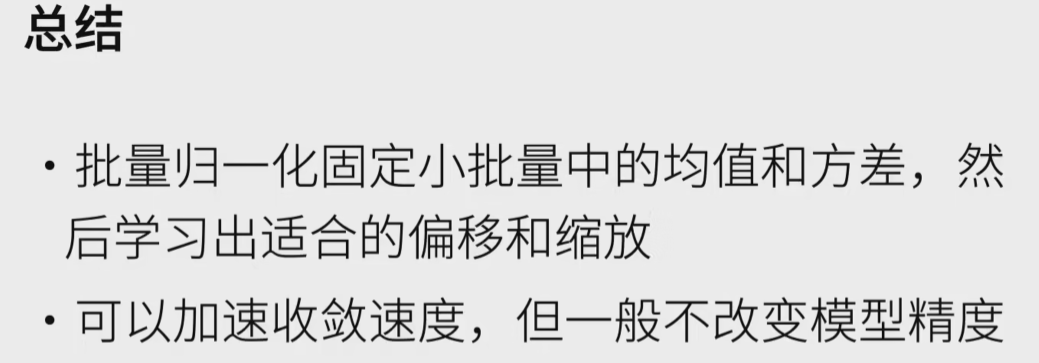 总结
• 批量归一化固定小批量中的均值和方差，然
后学习出适合的偏移和缩放
• 可以加速收敛速度，但一般不改变模型精度